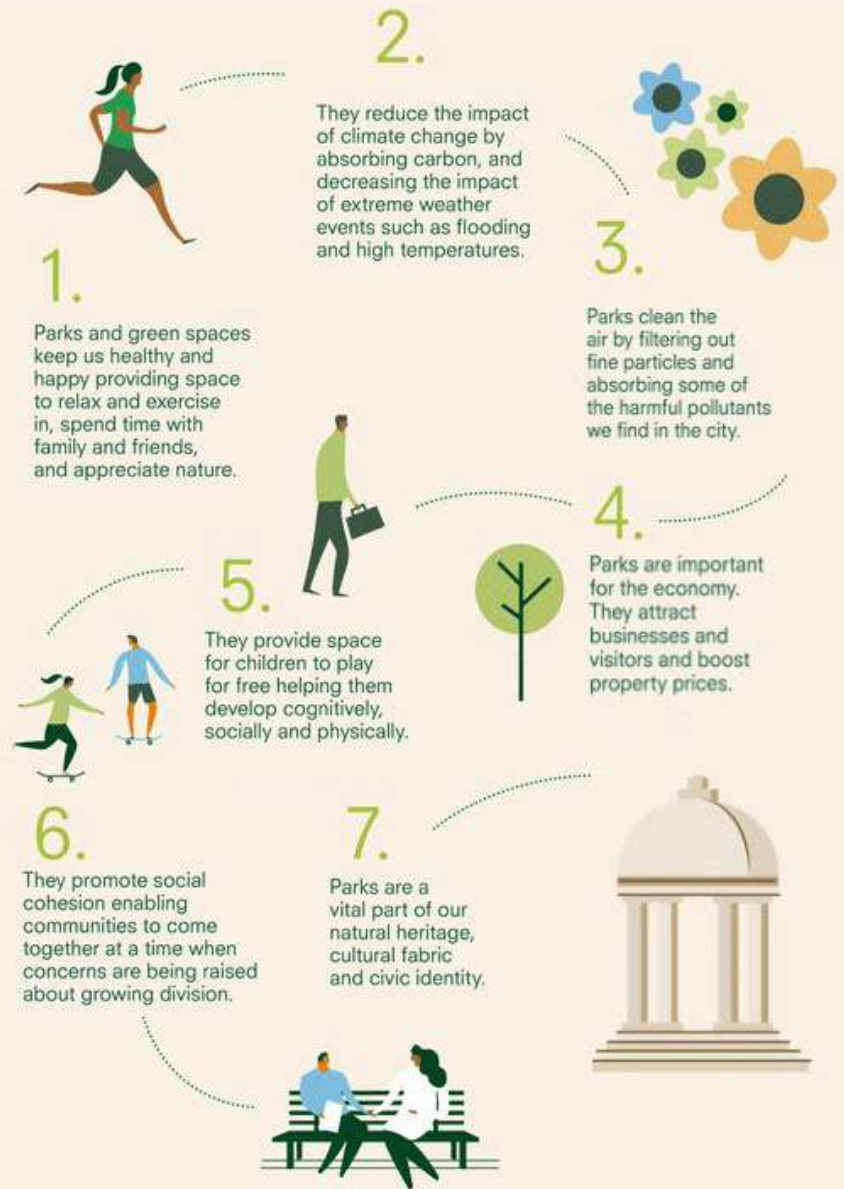 1.
Parks and green spaces
keep us healthy and
happy providing space
to relax and exercise
in, spend time with
family and friends,
and appreciate nature.
2.
They reduce the impact
of climate change by
absorbing carbon, and
decreasing the impact
of extreme weather
events such as flooding
and high temperatures.
3.
Parks clean the
air by filtering out
fine particles and
absorbing some of
the harmful pollutants
we find in the city.
4.
Parks are important
for the economy.
They attract
businesses and
visitors and boost
property prices.
5.
They provide space
for children to play
for free helping them
develop cognitively,
socially and physically.
6.
They promote social
cohesion enabling
communities to come
together at a time when
concerns are being raised
about growing division.
7.
Parks are a
vital part of our
natural heritage,
cultural fabric
and civic identity.